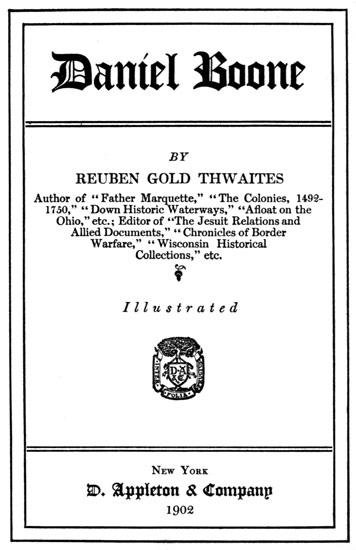 Daniel Boone
BY
REUBEN GOLD THWAITES
Author of "Father Marquette," "The Colonies, 1492-
1750," "Down Historic Waterways," "Afloat on the
Ohio," etc.; Editor of "The Jesuit Relations and
Allied Documents," "Chronicles of Border
Warfare," "Wisconsin Historical
Collections," etc.
Illustrated
INTER
FOLIA
D·A
&C
NEW YORK
D. Appleton & Company
1902